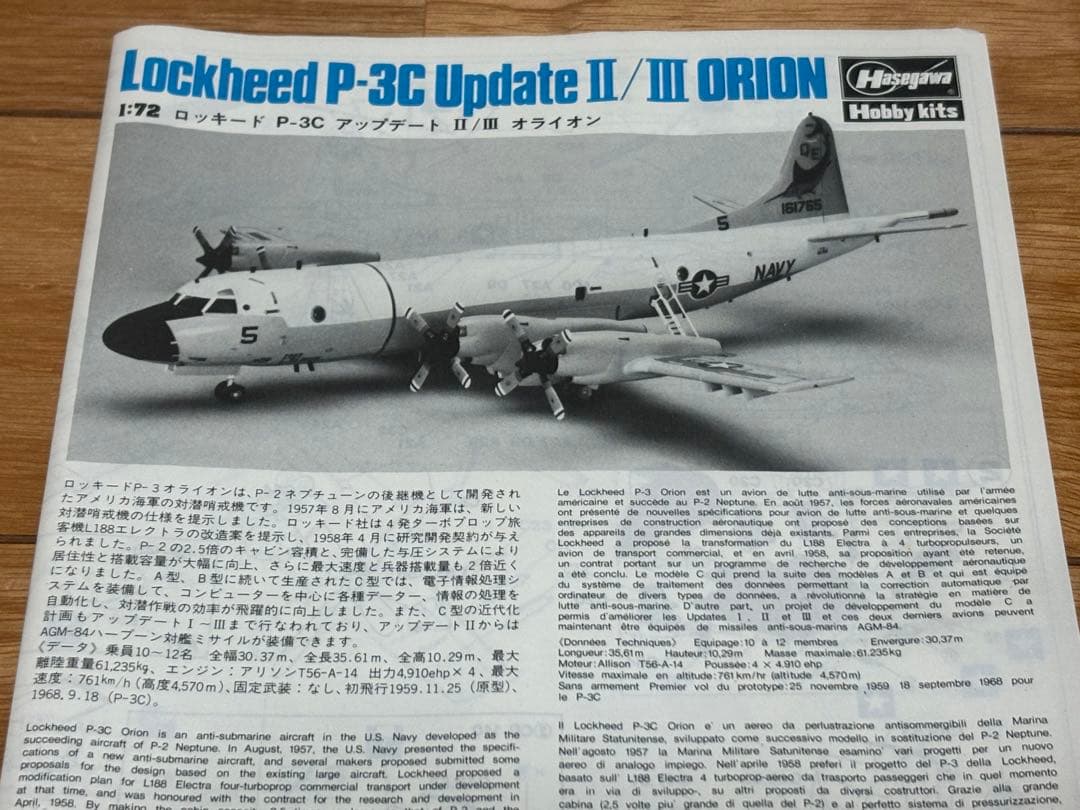 Lockheed P-3C Update II/III ORION
Hasegawa
Hobby kits
1:72 ロッキード P-3C アップデート II/III オライオン
QE
161765
5
NAVY
5
ロッキードP-3オライオンは、P-2ネプチューンの後継機として開発され
たアメリカ海軍の対潜哨戒機です。1957年8月にアメリカ海軍は、新しい
対潜哨戒機の仕様を提示しました。ロッキード社は4発ターボプロップ旅
客機L188エレクトラの改造案を提示し、1958年4月に研究開発契約が与え
られました。P-2の2.5倍のキャビン容積と、完備した与圧システムにより
居住性と搭載容量が大幅に向上、さらに最大速度と兵器搭載量も2倍近く
になりました。A型、B型に続いて生産されたC型では、電子情報処理シ
ステムを装備して、コンピューターを中心に各種データー、情報の処理を
自動化し、対潜作戦の効率が飛躍的に向上しました。また、C型の近代化
計画もアップデートI～IIIまで行なわれており、アップデートIIからは
AGM-84ハープーン対艦ミサイルが装備できます。
〈データ〉乗員10～12名 全幅30.37m、全長35.61m、全高10.29m、最大
離陸重量61,235kg、エンジン：アリソンT56-A-14 出力4,910ehp×4、最大
速度：761km/h（高度4,570m）、固定武装：なし、初飛行1959.11.25（原型）、
1968.9.18（P-3C）。
Le Lockheed P-3 Orion est un avion de lutte anti-sous-marine utilisé par l'armée
américaine et succède au P-2 Neptune. En août 1957, les forces aéronavales américaines
ont présenté de nouvelles spécifications pour avion de lutte anti-sous-marine et quelques
entreprises de construction aéronautique ont proposé des conceptions basées sur
des appareils de grandes dimensions déjà existants. Parmi ces entreprises, la Société
Lockheed a proposé la transformation du L188 Electra à 4 turbopropulseurs, un
avion de transport commercial, et en avril 1958, sa proposition ayant été retenue,
un contrat portant sur un programme de recherche de développement aéronautique
a été conclu. Le modèle C qui prend la suite des modèles A et B et qui est équipé
du système de traitement des données permettant la correction automatique par
ordinateur de divers types de données, a révolutionné la stratégie en matière de
lutte anti-sous-marine. D'autre part, un projet de développement du modèle C a
permis d'améliorer les Updates I - II et III et ces deux derniers avions peuvent
maintenant être équipés de missiles anti-sous-marins AGM-84.
〈Données Techniques〉 Equipage: 10 à 12 membres Envergure: 30,37m
Longueur: 35,61m Hauteur: 10,29m Masse maximale: 61.235kg
Moteur: Allison T56-A-14 Poussée: 4 × 4.910 ehp
Vitesse maximale en altitude: 761 km/hr (altitude 4,570m)
Sans armement Premier vol du prototype: 25 novembre 1959 18 septembre 1968 pour
le P-3C
Lockheed P-3C Orion is an anti-submarine aircraft in the U.S. Navy developed as the
succeeding aircraft of P-2 Neptune. In August, 1957, the U.S. Navy presented the specifi-
cations of a new anti-submarine aircraft, and several makers proposed submitted some
proposals for the design based on the existing large aircraft. Lockheed proposed a
modification plan for L188 Electra four-turboprop commercial transport under development
at that time, and was honoured with the contract for the research and development in
April, 1958. By making the cabin
Il Lockheed P-3C Orion e' un aereo da perlustrazione antisommergibili della Marina
Militare Statunitense, sviluppato come successivo modello in sostituzione del P-2 Neptune.
Nell'agosto 1957 la Marina Militare Satunitense esamino' vari progetti per un nuovo
aereo di analogo impiego. Nell'aprile 1958 preferi il progetto del P-3 della Lockheed,
basato sull' L188 Electra 4 turboprop-aereo da trasporto passeggeri che in quel momento
era in via di sviluppo-, su altri proposti da diversi costruttori. Grazie alla grande
cabina (2,5 volte piu' grande di quella del P-2) e al perfetto sistema di pressurizzazione,